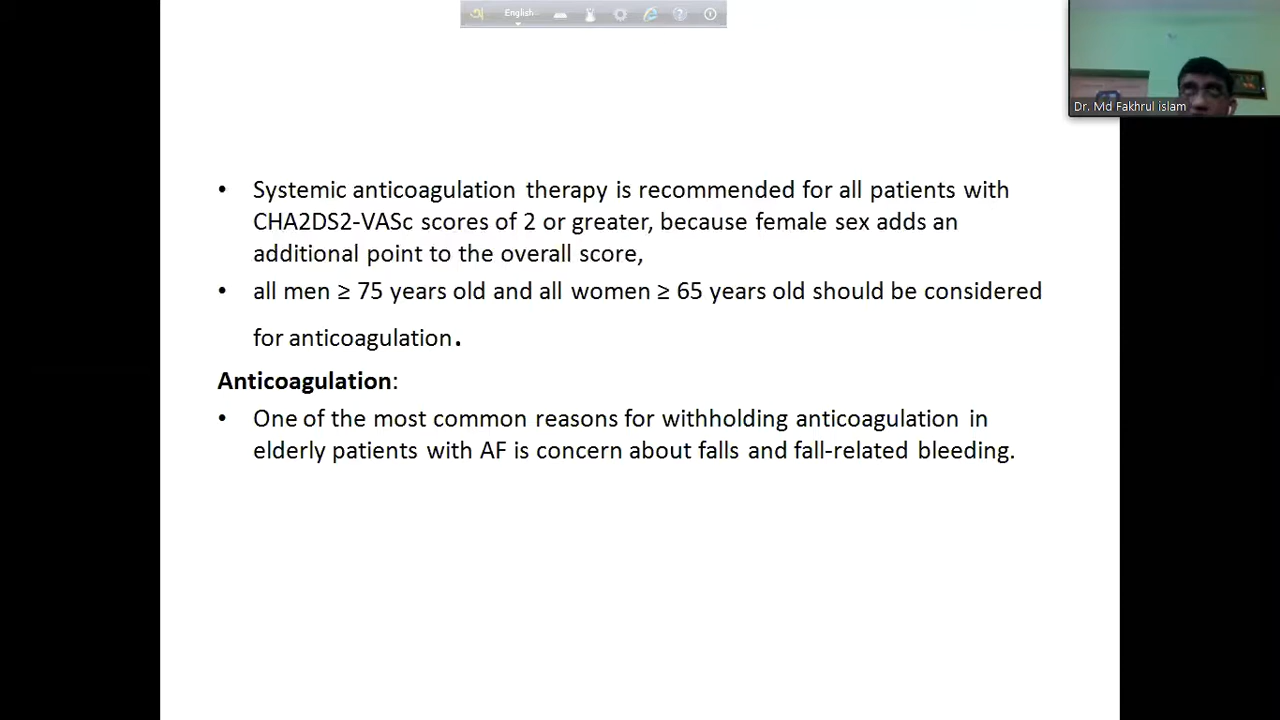 অ English
Dr. Md Fakhrul islam
• Systemic anticoagulation therapy is recommended for all patients with
CHA2DS2-VASc scores of 2 or greater, because female sex adds an
additional point to the overall score,
• all men ≥ 75 years old and all women ≥ 65 years old should be considered
for anticoagulation.
Anticoagulation:
• One of the most common reasons for withholding anticoagulation in
elderly patients with AF is concern about falls and fall-related bleeding.